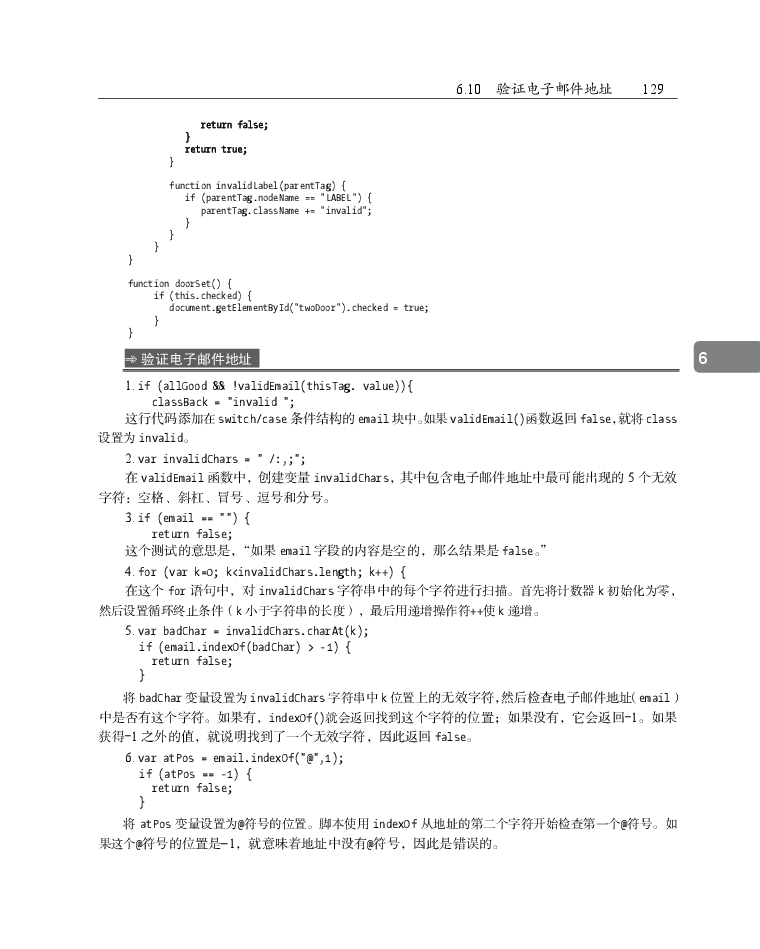 6.10 验证电子邮件地址 129
return false;
}
return true;
}
function invalidLabel(parentTag) {
if (parentTag.nodeName == "LABEL") {
parentTag.className += "invalid";
}
}
}
}
function doorSet() {
if (this.checked) {
document.getElementById("twoDoor").checked = true;
}
}
➾ 验证电子邮件地址
6
1. if (allGood && !validEmail(thisTag. value)){
classBack = "invalid ";
这行代码添加在 switch/case 条件结构的 email 块中。如果 validEmail()函数返回 false,就将 class
设置为 invalid。
2. var invalidChars = " /:,;";
在 validEmail 函数中，创建变量 invalidChars，其中包含电子邮件地址中最可能出现的 5 个无效
字符：空格、斜杠、冒号、逗号和分号。
3. if (email == "") {
return false;
这个测试的意思是，“如果 email 字段的内容是空的，那么结果是 false。”
4. for (var k=0; k<invalidChars.length; k++) {
在这个 for 语句中，对 invalidChars 字符串中的每个字符进行扫描。首先将计数器 k 初始化为零，
然后设置循环终止条件（k 小于字符串的长度），最后用递增操作符++使 k 递增。
5. var badChar = invalidChars.charAt(k);
if (email.indexOf(badChar) > -1) {
return false;
}
将 badChar 变量设置为 invalidChars 字符串中 k 位置上的无效字符，然后检查电子邮件地址（email）
中是否有这个字符。如果有，indexOf()就会返回找到这个字符的位置；如果没有，它会返回-1。如果
获得-1 之外的值，就说明找到了一个无效字符，因此返回 false。
6. var atPos = email.indexOf("@",1);
if (atPos == -1) {
return false;
}
将 atPos 变量设置为@符号的位置。脚本使用 indexOf 从地址的第二个字符开始检查第一个@符号。如
果这个@符号的位置是-1，就意味着地址中没有@符号，因此是错误的。